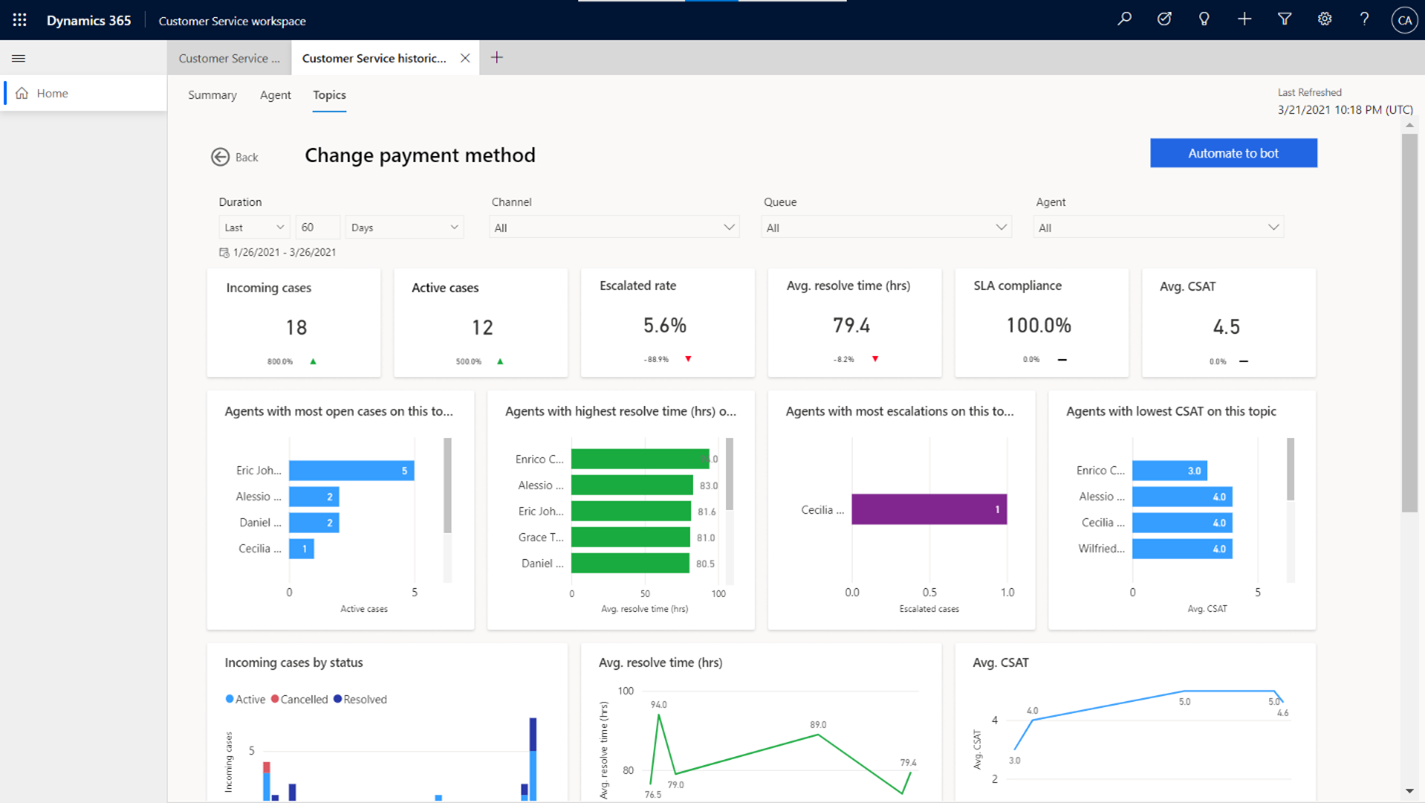 Dynamics 365
Customer Service workspace
CA
Customer Service ...
Customer Service historic...
Home
Summary
Agent
Topics
Last Refreshed
3/21/2021 10:18 PM (UTC)
Back
Change payment method
Automate to bot
Duration
Last
60
Days
1/26/2021 - 3/26/2021
Channel
All
Queue
All
Agent
All
Incoming cases
18
800.0%
Active cases
12
500.0%
Escalated rate
5.6%
-88.9%
Avg. resolve time (hrs)
79.4
-8.2%
SLA compliance
100.0%
0.0%
Avg. CSAT
4.5
0.0%
Agents with most open cases on this to...
Eric Joh... 5
Alessio ... 2
Daniel ... 2
Cecilia ... 1
0 5
Active cases
Agents with highest resolve time (hrs) o...
Enrico C...
Alessio ... 83.0
Eric Joh... 81.6
Grace T... 81.0
Daniel ... 80.5
0 50 100
Avg. resolve time (hrs)
Agents with most escalations on this to...
Cecilia ... 1
0.0 0.5 1.0
Escalated cases
Agents with lowest CSAT on this topic
Enrico C... 3.0
Alessio ... 4.0
Cecilia ... 4.0
Wilfried... 4.0
0 5
Avg. CSAT
Incoming cases by status
Active Cancelled Resolved
Incoming cases
5
Avg. resolve time (hrs)
Avg. resolve time (hrs)
100
80
94.0
76.5
79.0
89.0
79.4
Avg. CSAT
Avg. CSAT
4
2
3.0
4.0
5.0
5.0
4.6